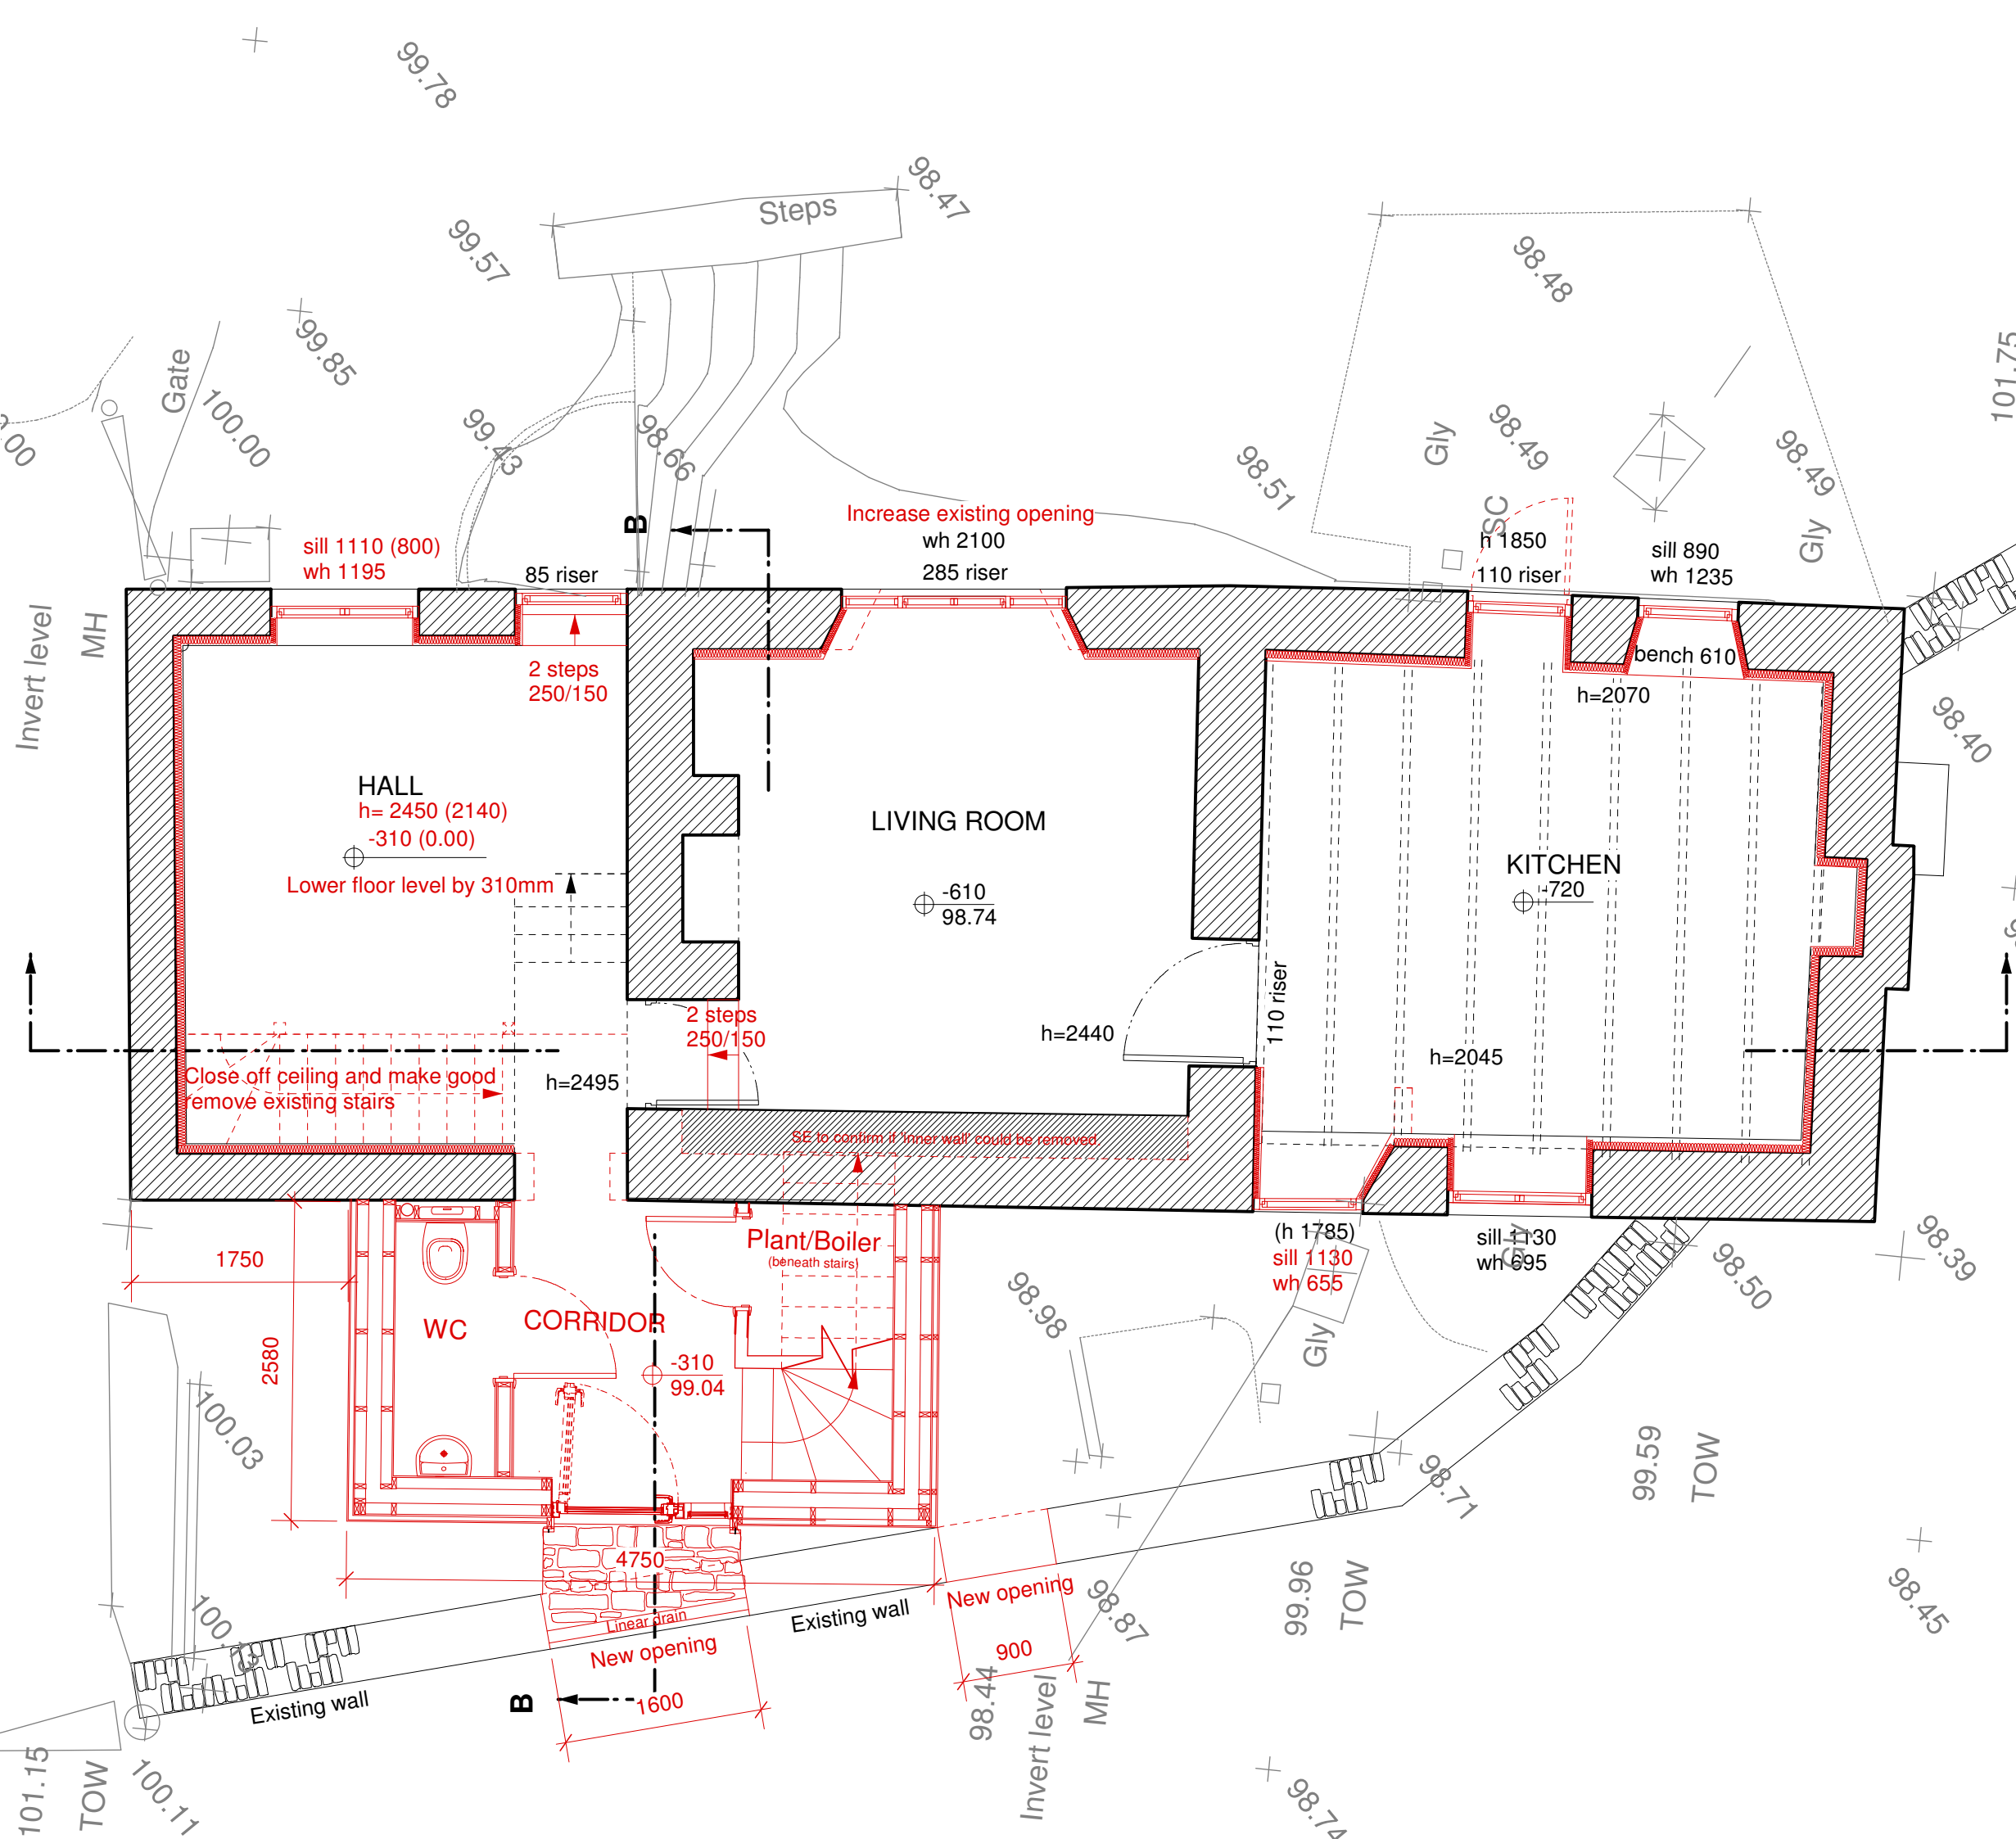 99.78
98.47
Steps
99.57
98.48
99.85
Gate
100.00
101.75
99.43
98.66
98.51
Gly
98.49
98.49
Gly
SC
B
Increase existing opening
wh 2100
285 riser
sill 1110 (800)
wh 1195
85 riser
h 1850
110 riser
sill 890
wh 1235
Invert level
MH
2 steps
250/150
bench 610
h=2070
98.40
HALL
h= 2450 (2140)
-310 (0.00)
Lower floor level by 310mm
LIVING ROOM
-610
98.74
KITCHEN
-720
110 riser
2 steps
250/150
h=2440
h=2045
h=2495
Close off ceiling and make good
remove existing stairs
SE to confirm if 'inner wall' could be removed.
(h 1785)
sill 1130
wh 655
sill 1130
wh 695
Gly
98.39
98.50
1750
Plant/Boiler
(beneath stairs)
WC
CORRIDOR
98.98
Gly
2580
-310
99.04
100.03
98.71
99.59
TOW
4750
Linear drain
New opening
Existing wall
New opening
98.87
99.96
TOW
98.45
900
1600
B
Existing wall
98.44
Invert level
MH
101.15
TOW
100.11
98.74